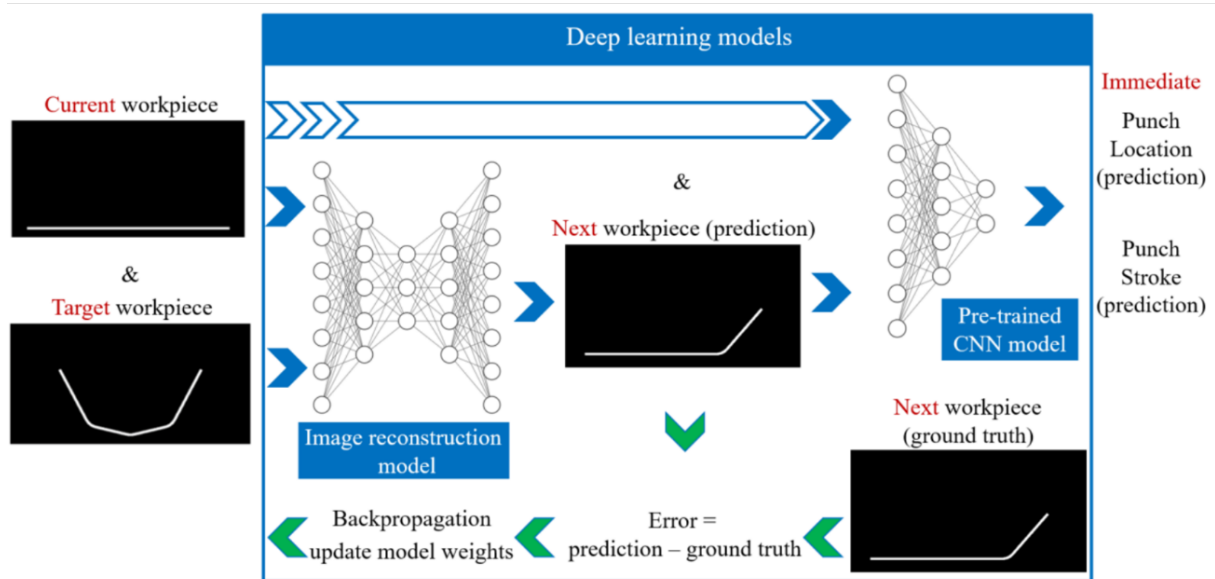 Deep learning models
Current workpiece
&
Target workpiece
Image reconstruction
model
&
Next workpiece (prediction)
Pre-trained
CNN model
Immediate
Punch
Location
(prediction)
Punch
Stroke
(prediction)
Next workpiece
(ground truth)
Error =
prediction – ground truth
Backpropagation
update model weights